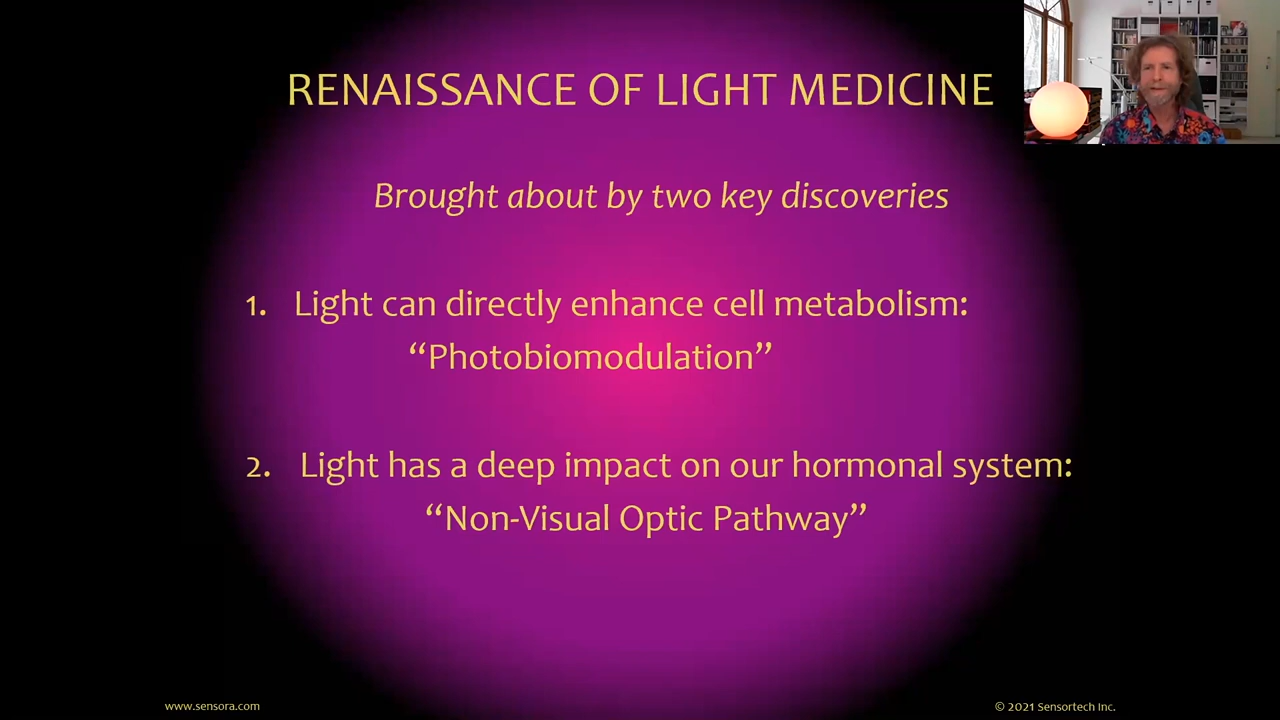 RENAISSANCE OF LIGHT MEDICINE
Brought about by two key discoveries
1. Light can directly enhance cell metabolism:
“Photobiomodulation”
2. Light has a deep impact on our hormonal system:
“Non-Visual Optic Pathway”
www.sensora.com
© 2021 Sensortech Inc.